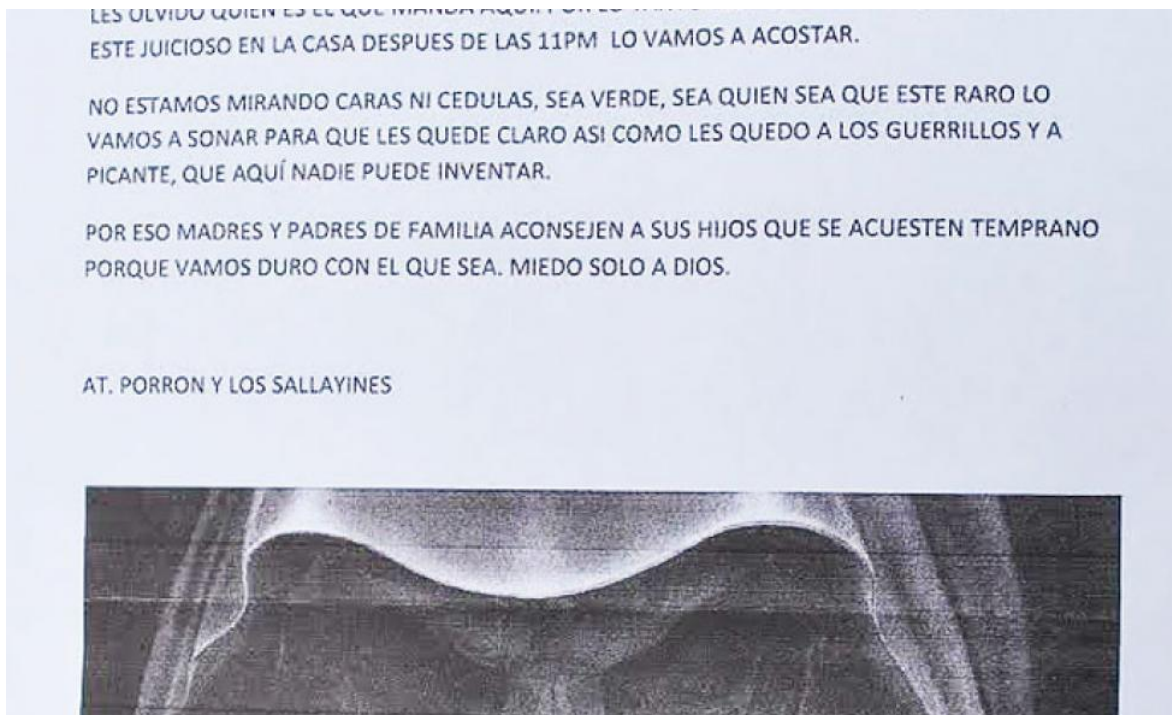 LES OLVIDO QUIEN ES EL QUE MANDA AQUI.
ESTE JUICIOSO EN LA CASA DESPUES DE LAS 11PM LO VAMOS A ACOSTAR.
NO ESTAMOS MIRANDO CARAS NI CEDULAS, SEA VERDE, SEA QUIEN SEA QUE ESTE RARO LO
VAMOS A SONAR PARA QUE LES QUEDE CLARO ASI COMO LES QUEDO A LOS GUERRILLOS Y A
PICANTE, QUE AQUÍ NADIE PUEDE INVENTAR.
POR ESO MADRES Y PADRES DE FAMILIA ACONSEJEN A SUS HIJOS QUE SE ACUESTEN TEMPRANO
PORQUE VAMOS DURO CON EL QUE SEA. MIEDO SOLO A DIOS.
AT. PORRON Y LOS SALLAYINES